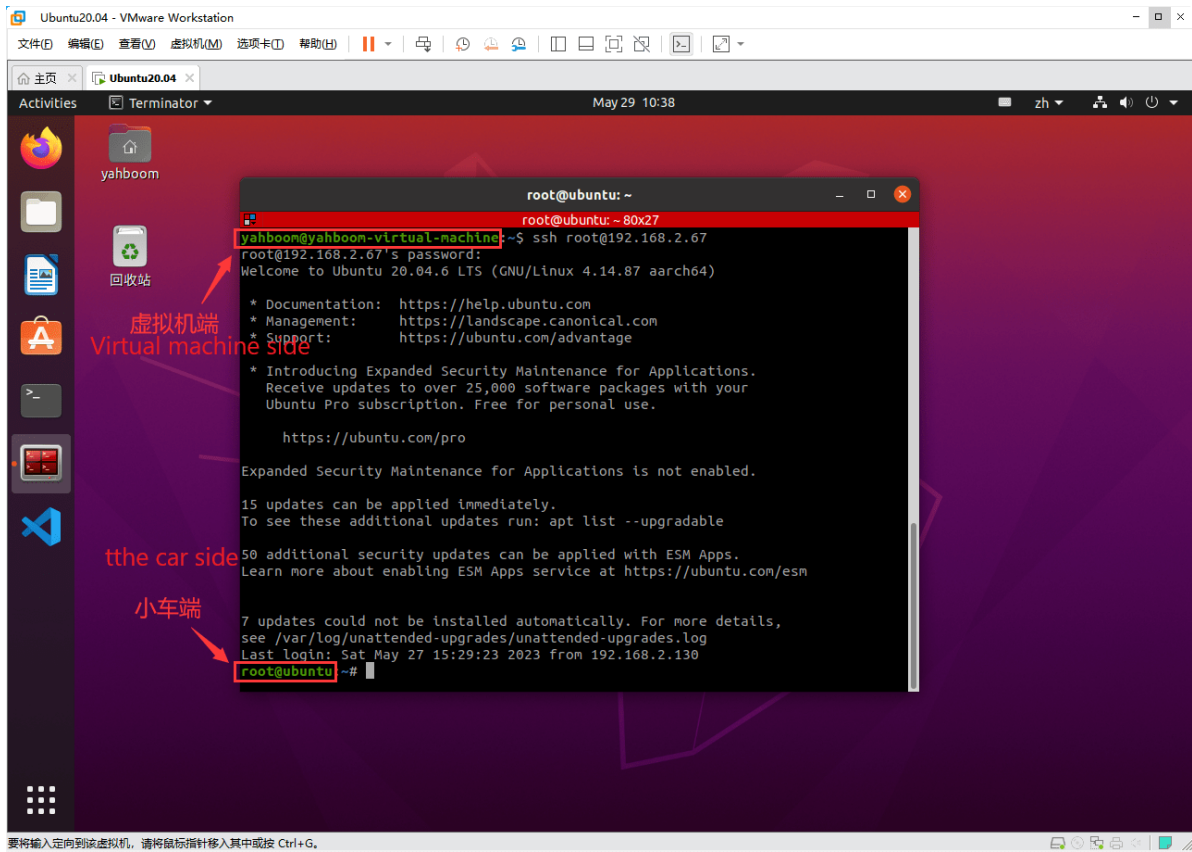 Ubuntu20.04 - VMware Workstation
文件(F) 编辑(E) 查看(V) 虚拟机(M) 选项卡(T) 帮助(H)
主页 Ubuntu20.04
Activities Terminator May 29 10:38 zh
yahboom
回收站
root@ubuntu: ~
root@ubuntu: ~ 80x27
yahboom@yahboom-virtual-machine:~$ ssh root@192.168.2.67
root@192.168.2.67's password:
Welcome to Ubuntu 20.04.6 LTS (GNU/Linux 4.14.87 aarch64)
* Documentation: https://help.ubuntu.com
* Management: https://landscape.canonical.com
* Support: https://ubuntu.com/advantage
虚拟机端
Virtual machine side
* Introducing Expanded Security Maintenance for Applications.
Receive updates to over 25,000 software packages with your
Ubuntu Pro subscription. Free for personal use.
https://ubuntu.com/pro
Expanded Security Maintenance for Applications is not enabled.
15 updates can be applied immediately.
To see these additional updates run: apt list --upgradable
tthe car side
小车端
50 additional security updates can be applied with ESM Apps.
Learn more about enabling ESM Apps service at https://ubuntu.com/esm
7 updates could not be installed automatically. For more details,
see /var/log/unattended-upgrades/unattended-upgrades.log
Last login: Sat May 27 15:29:23 2023 from 192.168.2.130
root@ubuntu:~#
要将输入定向到该虚拟机，请将鼠标指针移入其中或按 Ctrl+G。